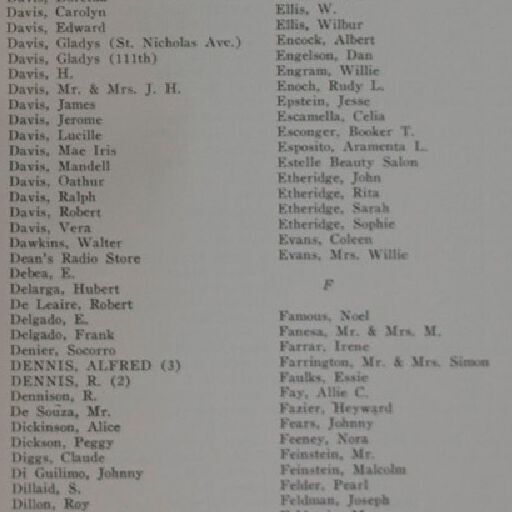 Davis, Carolyn
Davis, Edward
Davis, Gladys (St. Nicholas Ave.)
Davis, Gladys (111th)
Davis, H.
Davis, Mr. & Mrs. J. H.
Davis, James
Davis, Jerome
Davis, Lucille
Davis, Mae Iris
Davis, Mandell
Davis, Oathur
Davis, Ralph
Davis, Robert
Davis, Vera
Dawkins, Walter
Dean's Radio Store
Debea, E.
Delarga, Hubert
De Leaire, Robert
Delgado, E.
Delgado, Frank
Denier, Socorro
DENNIS, ALFRED (3)
DENNIS, R. (2)
Dennison, R.
De Souza, Mr.
Dickinson, Alice
Dickson, Peggy
Diggs, Claude
Di Guilimo, Johnny
Dillaid, S.
Dillon, Roy
Ellis, W.
Ellis, Wilbur
Encock, Albert
Engelson, Dan
Engram, Willie
Enoch, Rudy L.
Epstein, Jesse
Escamella, Celia
Esconger, Booker T.
Esposito, Aramenta L.
Estelle Beauty Salon
Etheridge, John
Etheridge, Rita
Etheridge, Sarah
Etheridge, Sophie
Evans, Coleen
Evans, Mrs. Willie
F
Famous, Noel
Fanesa, Mr. & Mrs. M.
Farrar, Irene
Farrington, Mr. & Mrs. Simon
Faulks, Essie
Fay, Allie C.
Fazier, Heyward
Fears, Johnny
Feeney, Nora
Feinstein, Mr.
Feinstein, Malcolm
Felder, Pearl
Feldman, Joseph